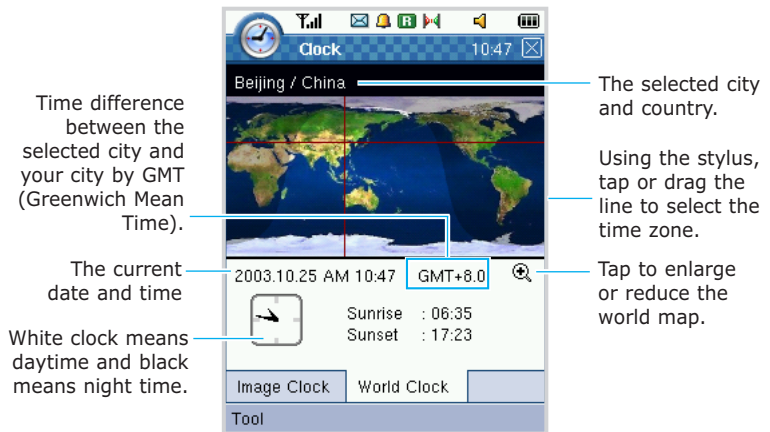 Clock 10:47
Beijing / China
Time difference
between the
selected city and
your city by GMT
(Greenwich Mean
Time).
The current
date and time
White clock means
daytime and black
means night time.
2003.10.25 AM 10:47 GMT+8.0
Sunrise : 06:35
Sunset : 17:23
Image Clock World Clock
Tool
The selected city
and country.
Using the stylus,
tap or drag the
line to select the
time zone.
Tap to enlarge
or reduce the
world map.
R